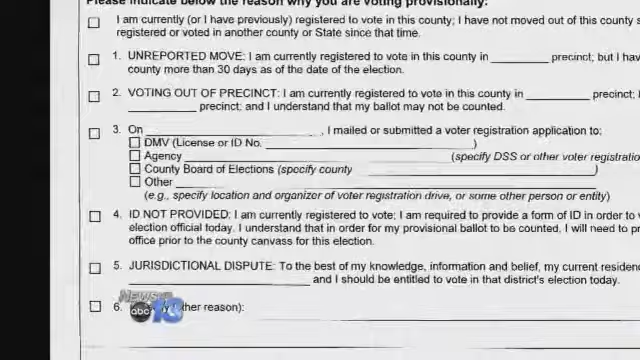 Please indicate below the reason why you are voting provisionally:
I am currently (or I have previously) registered to vote in this county; I have not moved out of this county
registered or voted in another county or State since that time.
1. UNREPORTED MOVE: I am currently registered to vote in this county in ________ precinct; but I hav
county more than 30 days as of the date of the election.
2. VOTING OUT OF PRECINCT: I am currently registered to vote in this county in ________ precinct;
________ precinct; and I understand that my ballot may not be counted.
3. On ________, I mailed or submitted a voter registration application to:
DMV (License or ID No. ________)
Agency ________ (specify DSS or other voter registratio
County Board of Elections (specify county ________)
Other ________
(e.g., specify location and organizer of voter registration drive, or some other person or entity)
4. ID NOT PROVIDED: I am currently registered to vote; I am required to provide a form of ID in order to
election official today. I understand that in order for my provisional ballot to be counted, I will need to pr
office prior to the county canvass for this election.
5. JURISDICTIONAL DISPUTE: To the best of my knowledge, information and belief, my current residenc
________ and I should be entitled to vote in that district's election today.
6. ther reason):
NEWS
abc 13